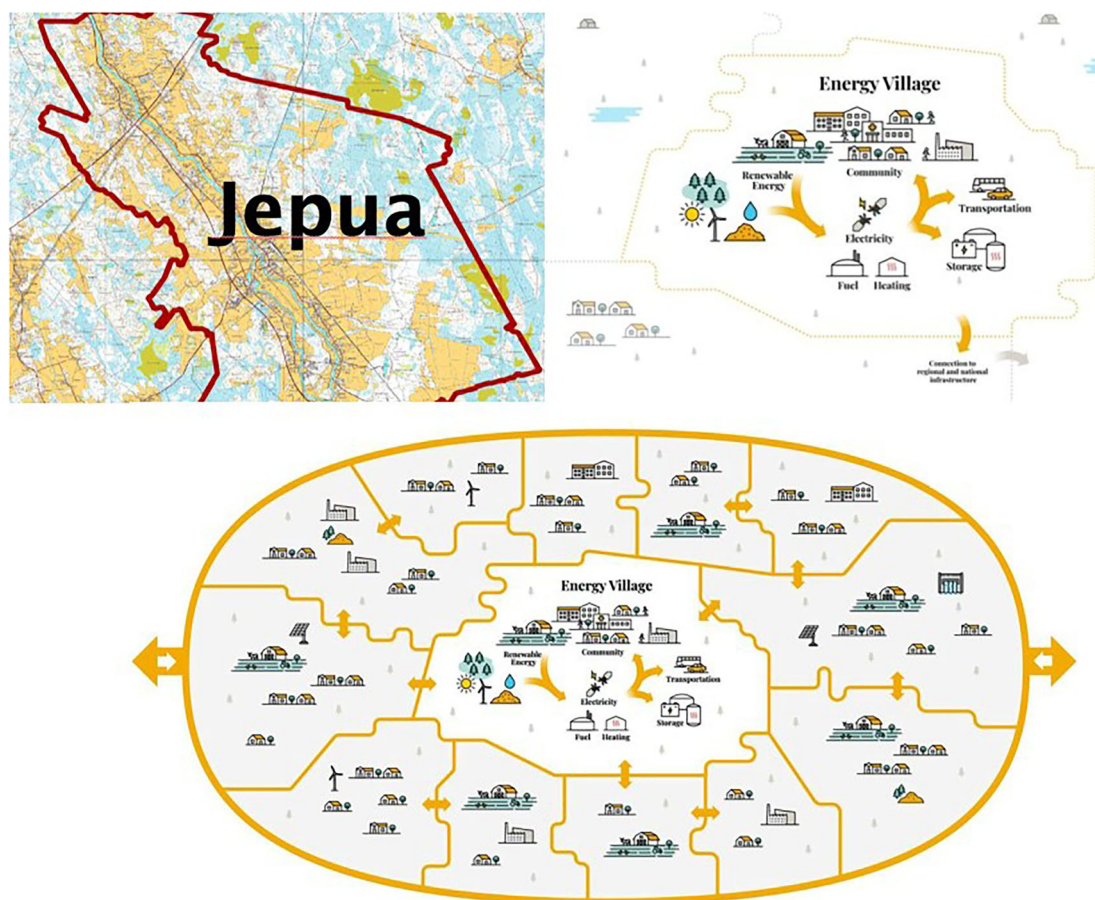 Jepua
Energy Village
Renewable
Energy
Community
Transportation
Electricity
Storage
Fuel
Heating
Connection to
regional and national
infrastructure
Energy Village
Renewable
Energy
Community
Transportation
Electricity
Storage
Fuel
Heating